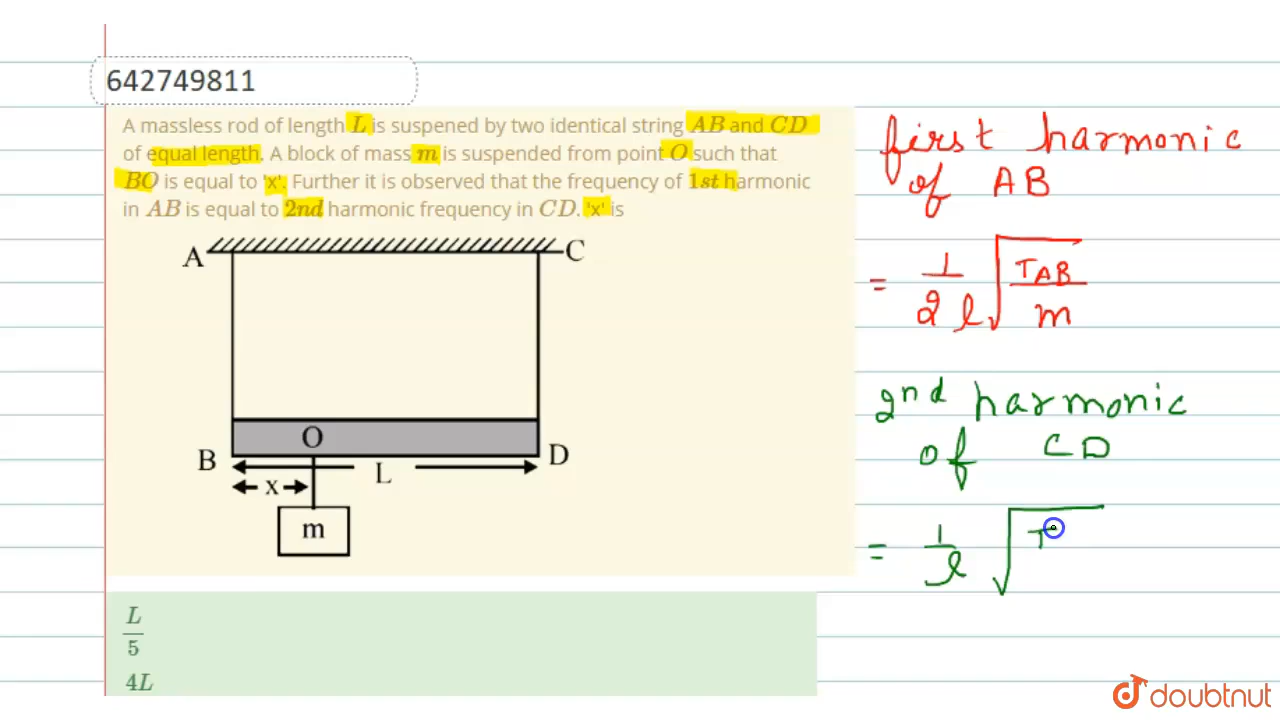 642749811
A massless rod of length L is suspened by two identical string AB and CD
of equal length. A block of mass m is suspended from point O such that
BO is equal to 'x'. Further it is observed that the frequency of 1st harmonic
in AB is equal to 2nd harmonic frequency in CD. 'x' is
A
C
O
B
D
L
x
m
L/5
4L
first harmonic
of AB
= 1/2l √(TAB/m)
2nd harmonic
of CD
= 1/l √T
doubtnut